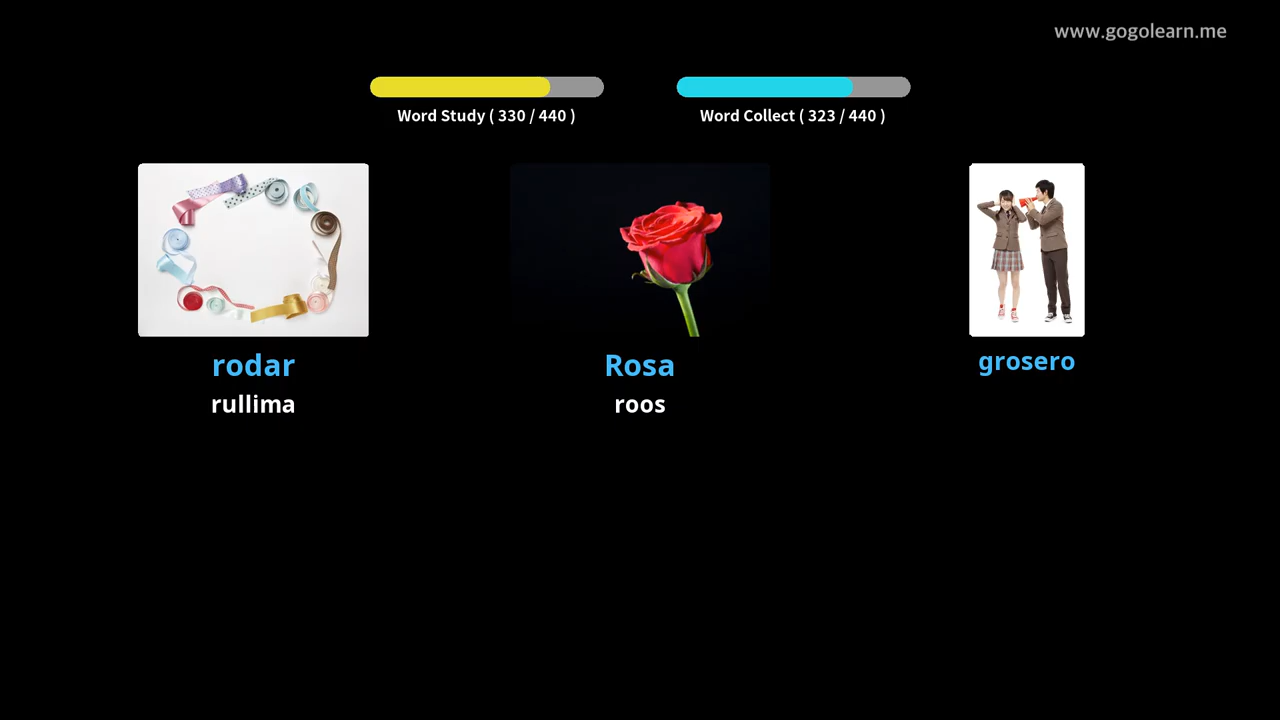 www.gogolearn.me
Word Study ( 330 / 440 )
Word Collect ( 323 / 440 )
rodar
rullima
Rosa
roos
grosero